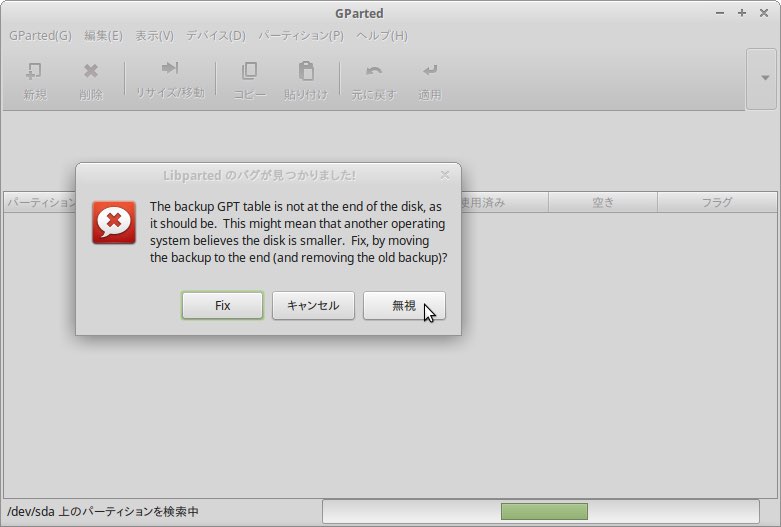 GParted
GParted(G) 編集(E) 表示(V) デバイス(D) パーティション(P) ヘルプ(H)
新規 削除 リサイズ/移動 コピー 貼り付け 元に戻す 適用
Libparted のバグが見つかりました!
パーティション 使用済み 空き フラグ
The backup GPT table is not at the end of the disk, as
it should be. This might mean that another operating
system believes the disk is smaller. Fix, by moving
the backup to the end (and removing the old backup)?
Fix キャンセル 無視
/dev/sda 上のパーティションを検索中